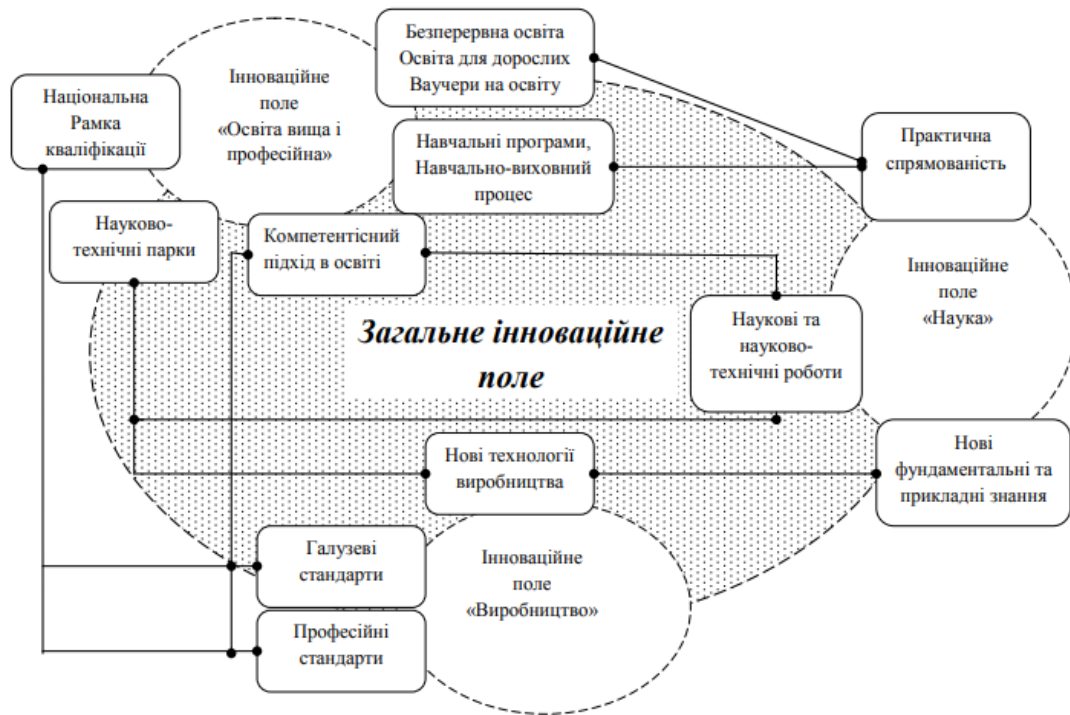 Безперервна освіта
Освіта для дорослих
Ваучери на освіту
Інноваційне
поле
«Освіта вища і
професійна»
Національна
Рамка
кваліфікації
Навчальні програми,
Навчально-виховний
процес
Практична
спрямованість
Науково-
технічні парки
Компетентісний
підхід в освіті
Інноваційне
поле
«Наука»
Загальне інноваційне
поле
Наукові та
науково-
технічні роботи
Нові технології
виробництва
Нові
фундаментальні та
прикладні знання
Галузеві
стандарти
Інноваційне
поле
«Виробництво»
Професійні
стандарти